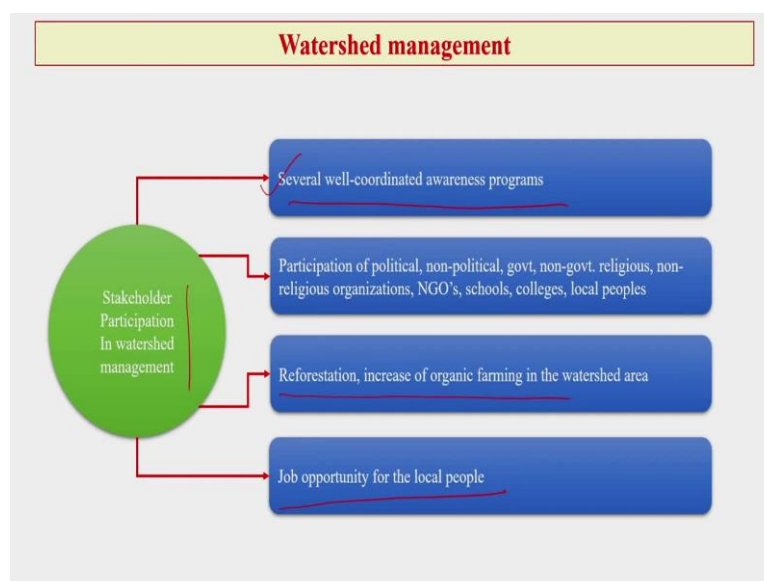 Watershed management
Several well-coordinated awareness programs
Participation of political, non-political, govt, non-govt. religious, non-
religious organizations, NGO's, schools, colleges, local peoples
Stakeholder
Participation
In watershed
management
Reforestation, increase of organic farming in the watershed area
Job opportunity for the local people